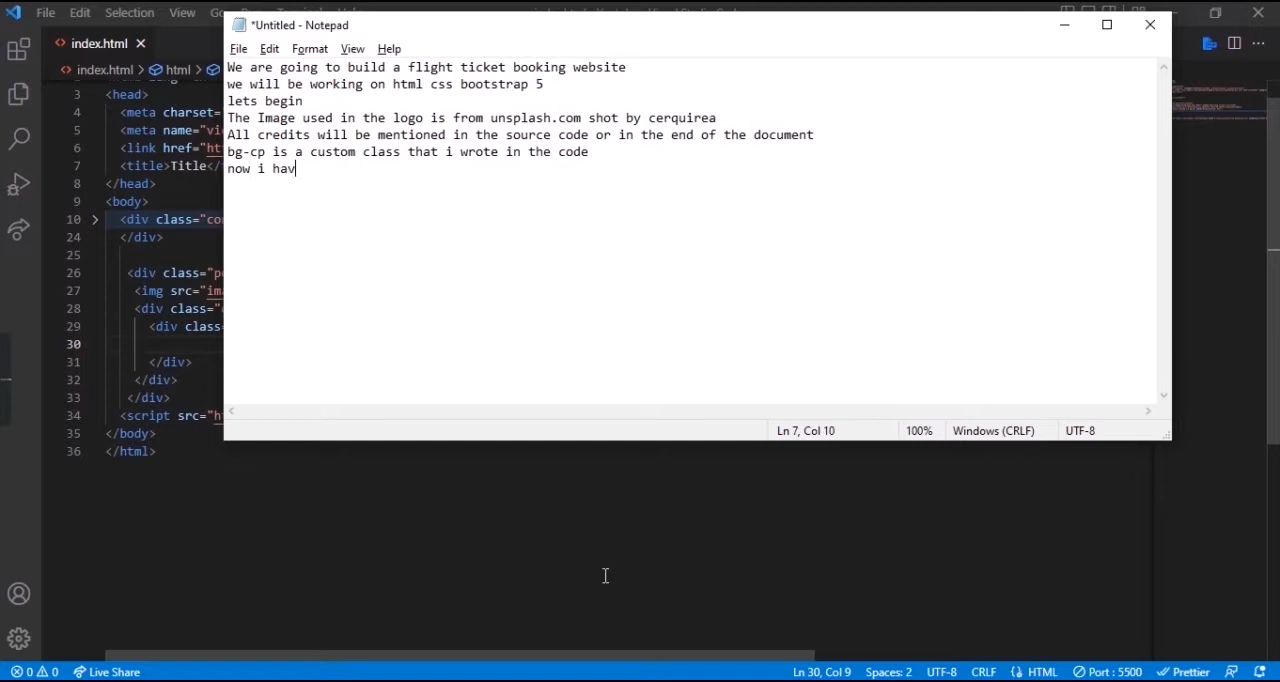 File Edit Selection View
*Untitled - Notepad
index.html
File Edit Format View Help
index.html > html >
We are going to build a flight ticket booking website
we will be working on html css bootstrap 5
lets begin
The Image used in the logo is from unsplash.com shot by cerquirea
All credits will be mentioned in the source code or in the end of the document
bg-cp is a custom class that i wrote in the code
now i hav
3 <head>
4 <meta charset=
5 <meta name="vi
6 <link href="ht
7 <title>Title</
8 </head>
9 <body>
10 <div class="co
24 </div>
25
26 <div class="p
27 <img src="im
28 <div class=
29 <div class=
30
31 </div>
32 </div>
33 </div>
34 <script src="h
35 </body>
36 </html>
Ln 7, Col 10 100% Windows (CRLF) UTF-8
0 0 Live Share Ln 30, Col 9 Spaces: 2 UTF-8 CRLF HTML Port : 5500 Prettier